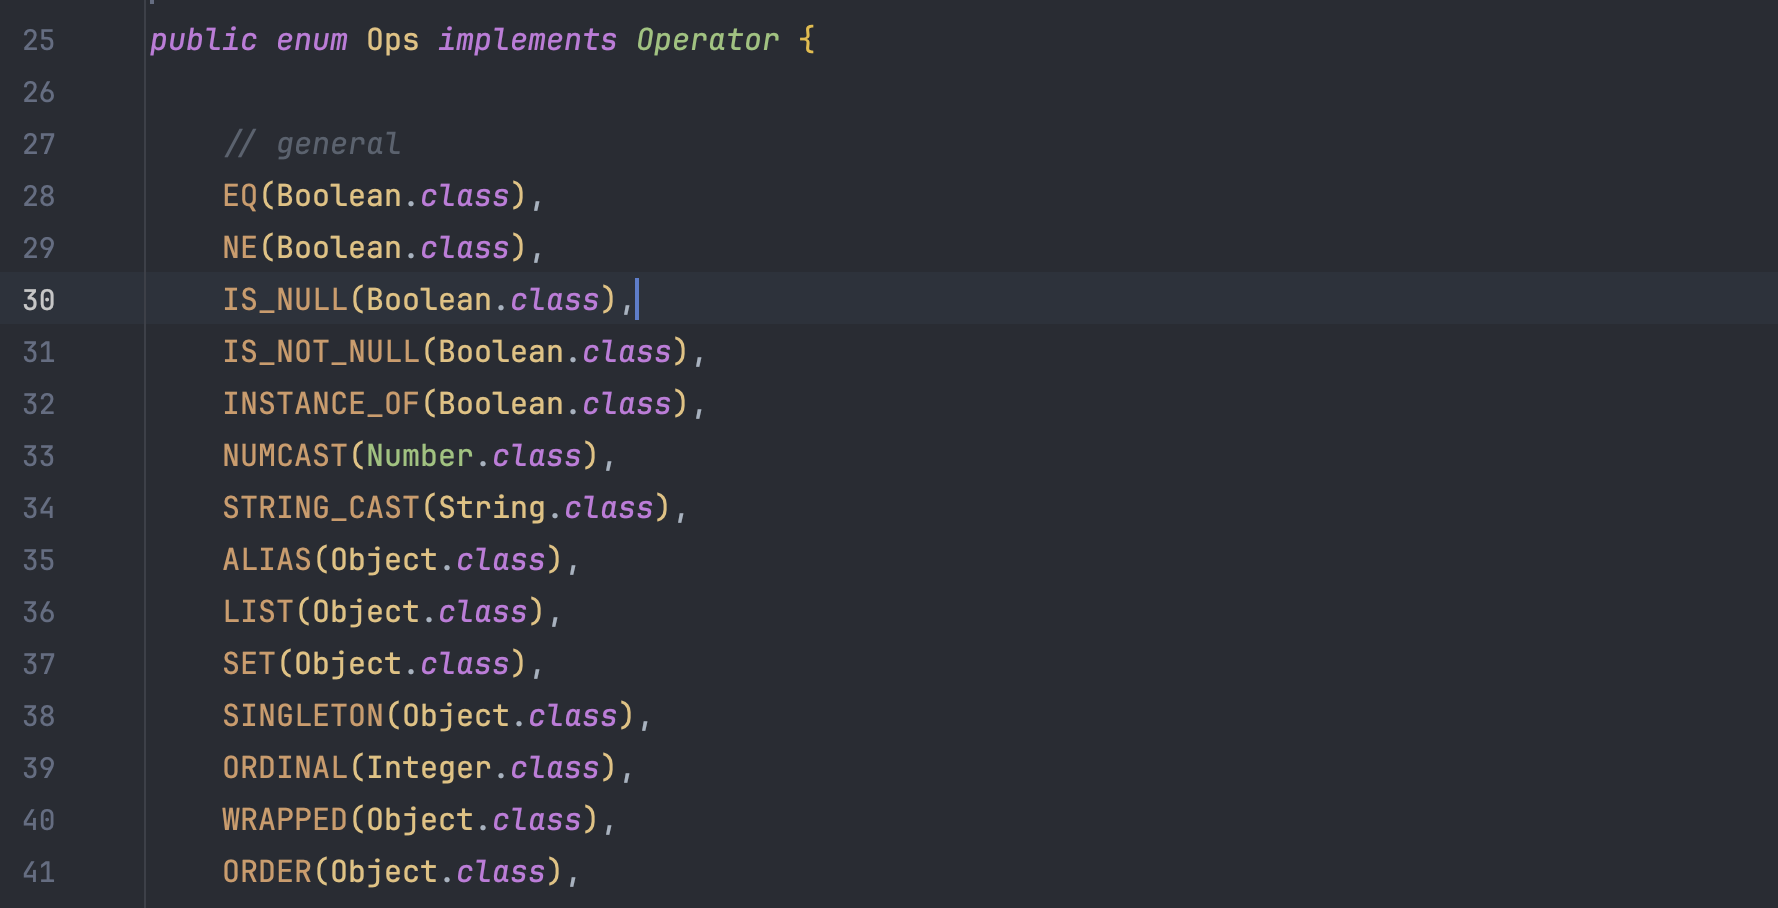 25 public enum Ops implements Operator {
26
27 // general
28 EQ(Boolean.class),
29 NE(Boolean.class),
30 IS_NULL(Boolean.class),
31 IS_NOT_NULL(Boolean.class),
32 INSTANCE_OF(Boolean.class),
33 NUMCAST(Number.class),
34 STRING_CAST(String.class),
35 ALIAS(Object.class),
36 LIST(Object.class),
37 SET(Object.class),
38 SINGLETON(Object.class),
39 ORDINAL(Integer.class),
40 WRAPPED(Object.class),
41 ORDER(Object.class),